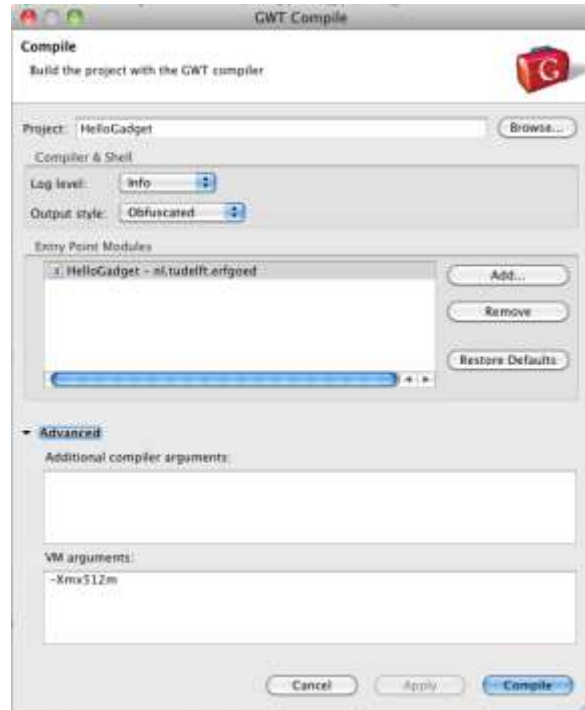 GWT Compile
Compile
Build the project with the GWT compiler
G
Project: HelloGadget Browse...
Compiler & Shell
Log level: Info
Output style: Obfuscated
Entry Point Modules
HelloGadget - nl.tudelft.erfgoed
Add...
Remove
Restore Defaults
Advanced
Additional compiler arguments:
VM arguments:
-Xmx512m
Cancel Apply Compile